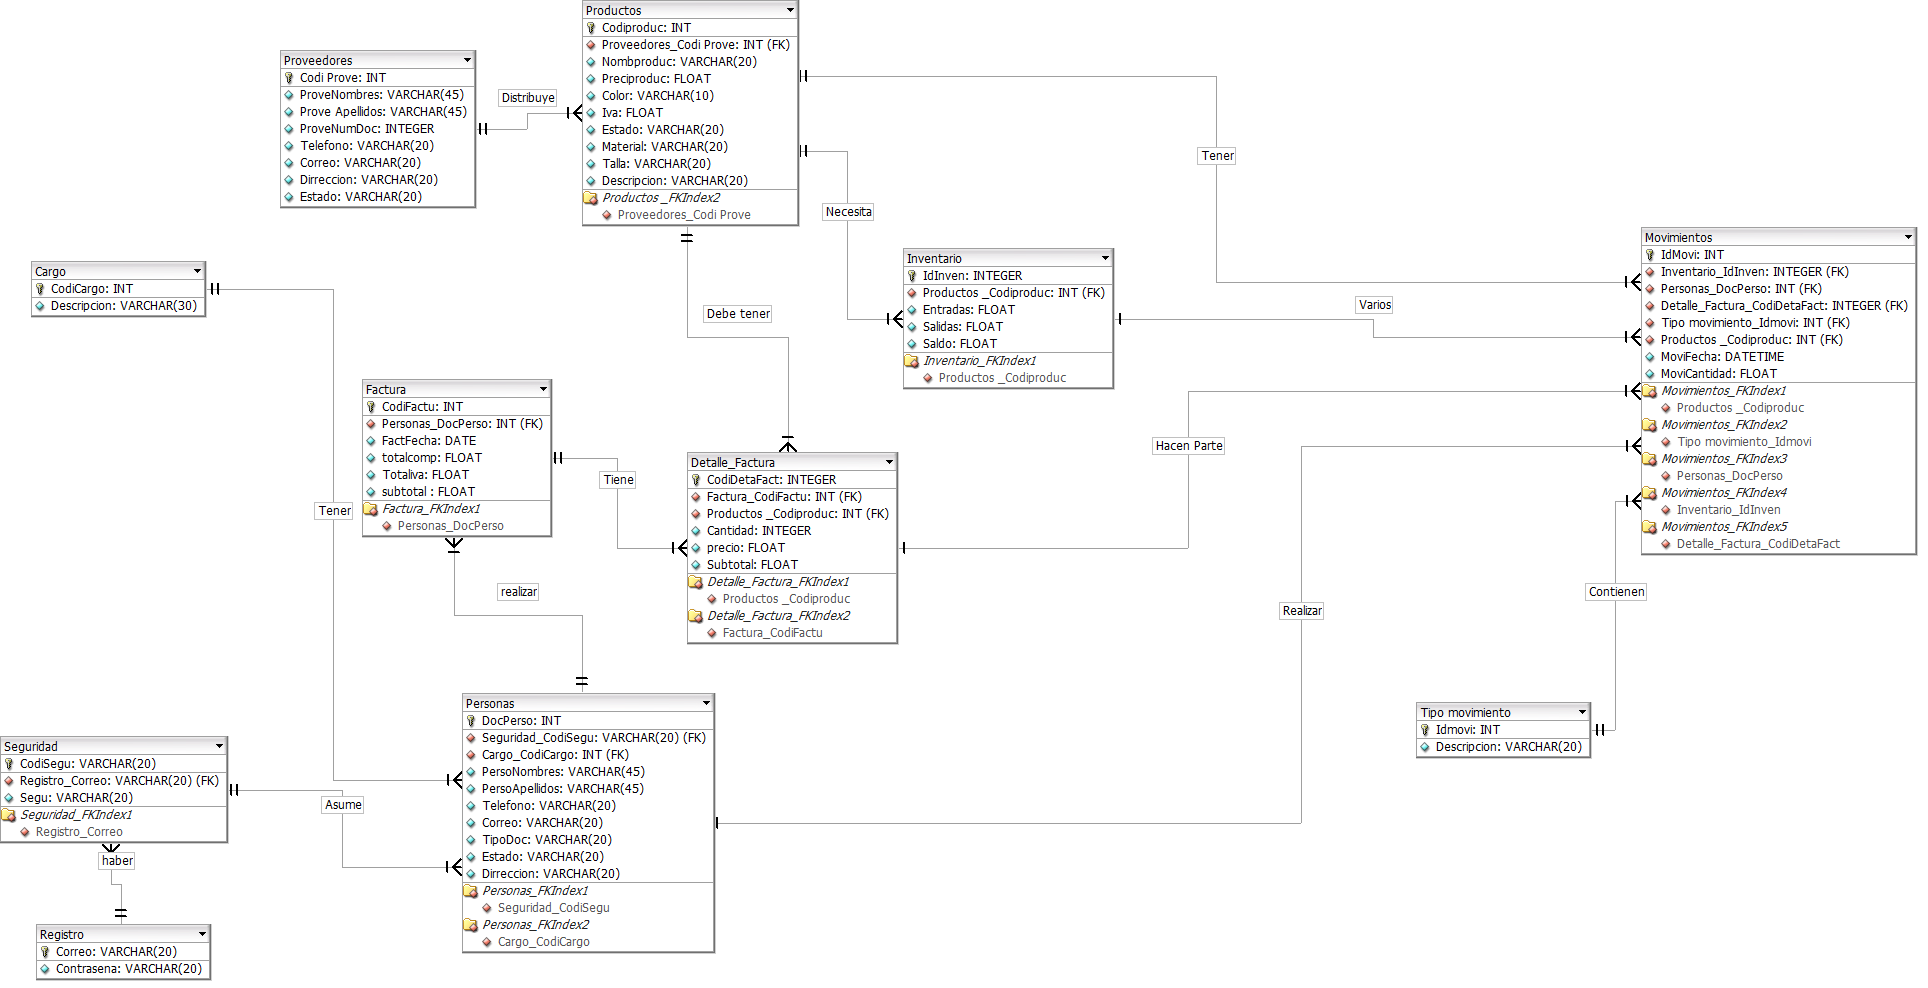 Productos
Codiproduc: INT
Proveedores_Codi Prove: INT (FK)
Nombproduc: VARCHAR(20)
Preciproduc: FLOAT
Color: VARCHAR(10)
Iva: FLOAT
Estado: VARCHAR(20)
Material: VARCHAR(20)
Talla: VARCHAR(20)
Descripcion: VARCHAR(20)
Productos _FKIndex2
Proveedores_Codi Prove
Proveedores
Codi Prove: INT
ProveNombres: VARCHAR(45)
Prove Apellidos: VARCHAR(45)
ProveNumDoc: INTEGER
Telefono: VARCHAR(20)
Correo: VARCHAR(20)
Dirreccion: VARCHAR(20)
Estado: VARCHAR(20)
Distribuye
Tener
Necesita
Cargo
CodiCargo: INT
Descripcion: VARCHAR(30)
Debe tener
Inventario
IdInven: INTEGER
Productos _Codiproduc: INT (FK)
Entradas: FLOAT
Salidas: FLOAT
Saldo: FLOAT
Inventario_FKIndex1
Productos _Codiproduc
Varios
Movimientos
IdMovi: INT
Inventario_IdInven: INTEGER (FK)
Personas_DocPerso: INT (FK)
Detalle_Factura_CodiDetaFact: INTEGER (FK)
Tipo movimiento_Idmovi: INT (FK)
Productos _Codiproduc: INT (FK)
MoviFecha: DATETIME
MoviCantidad: FLOAT
Movimientos_FKIndex1
Productos _Codiproduc
Movimientos_FKIndex2
Tipo movimiento_Idmovi
Movimientos_FKIndex3
Personas_DocPerso
Movimientos_FKIndex4
Inventario_IdInven
Movimientos_FKIndex5
Detalle_Factura_CodiDetaFact
Factura
CodiFactu: INT
Personas_DocPerso: INT (FK)
FactFecha: DATE
totalcomp: FLOAT
Totaliva: FLOAT
subtotal : FLOAT
Factura_FKIndex1
Personas_DocPerso
Tener
Tiene
Detalle_Factura
CodiDetaFact: INTEGER
Factura_CodiFactu: INT (FK)
Productos _Codiproduc: INT (FK)
Cantidad: INTEGER
precio: FLOAT
Subtotal: FLOAT
Detalle_Factura_FKIndex1
Productos _Codiproduc
Detalle_Factura_FKIndex2
Factura_CodiFactu
Hacen Parte
realizar
Realizar
Contienen
Personas
DocPerso: INT
Seguridad_CodiSegu: VARCHAR(20) (FK)
Cargo_CodiCargo: INT (FK)
PersoNombres: VARCHAR(45)
PersoApellidos: VARCHAR(45)
Telefono: VARCHAR(20)
Correo: VARCHAR(20)
TipoDoc: VARCHAR(20)
Estado: VARCHAR(20)
Dirreccion: VARCHAR(20)
Personas_FKIndex1
Seguridad_CodiSegu
Personas_FKIndex2
Cargo_CodiCargo
Tipo movimiento
Idmovi: INT
Descripcion: VARCHAR(20)
Seguridad
CodiSegu: VARCHAR(20)
Registro_Correo: VARCHAR(20) (FK)
Segu: VARCHAR(20)
Seguridad_FKIndex1
Registro_Correo
Asume
haber
Registro
Correo: VARCHAR(20)
Contrasena: VARCHAR(20)